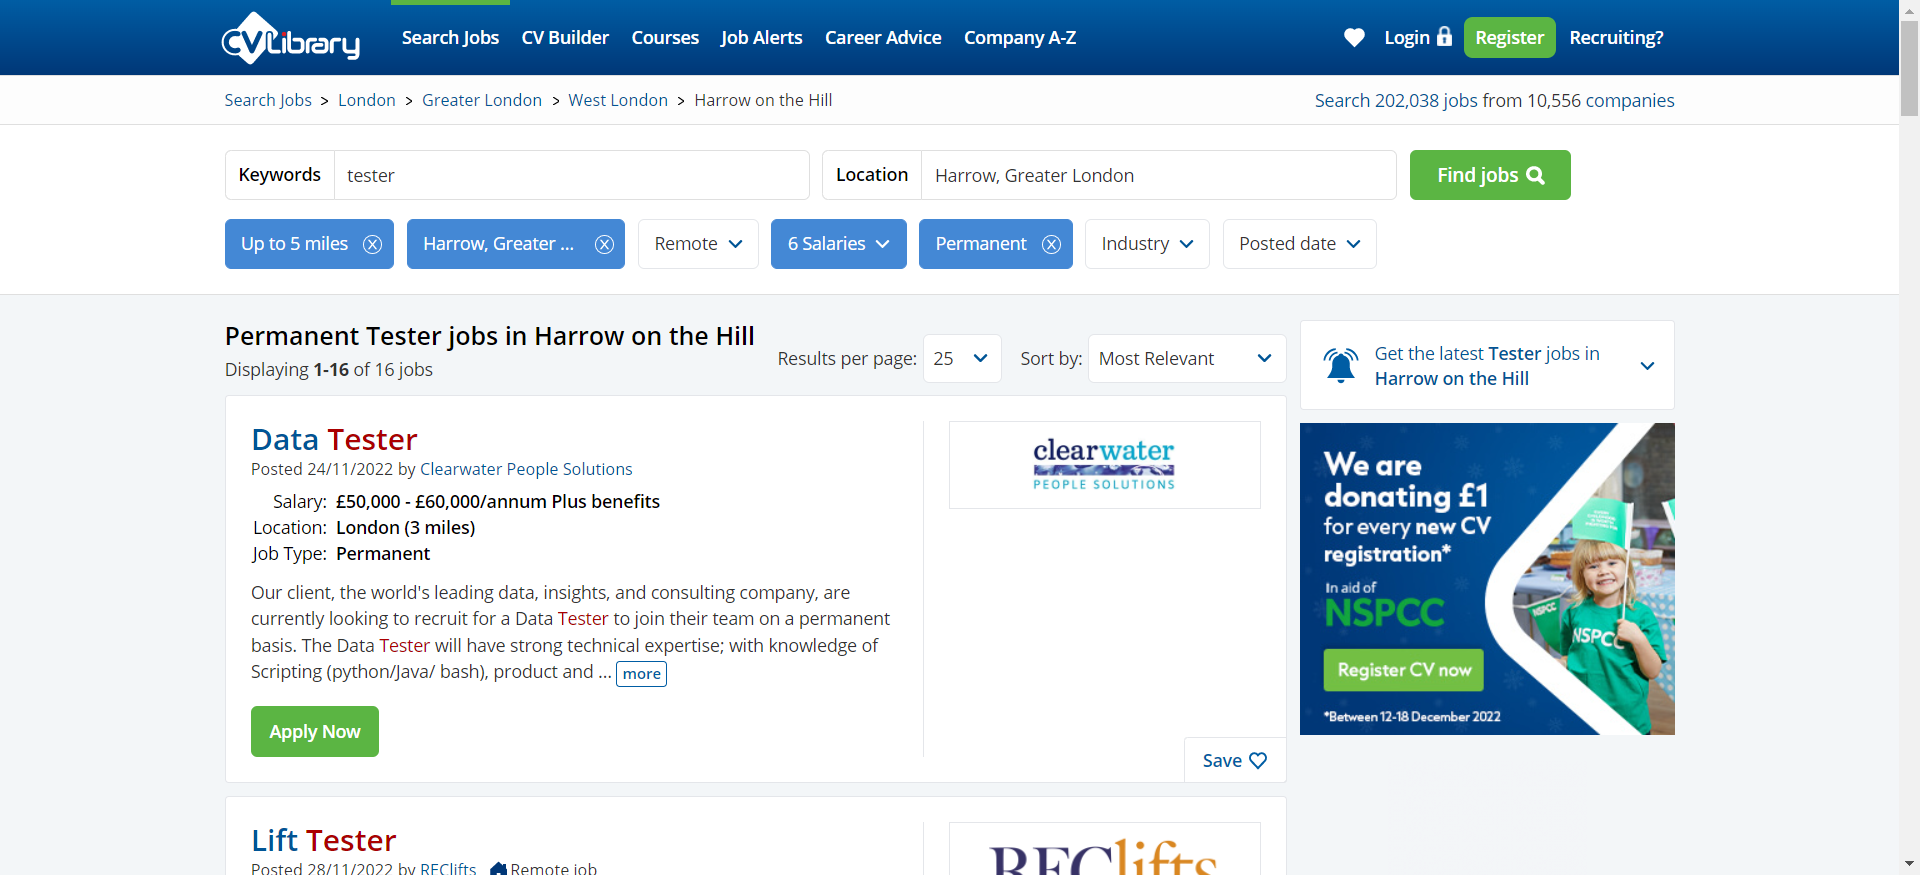 CVLibrary
Search Jobs CV Builder Courses Job Alerts Career Advice Company A-Z Login Register Recruiting?
Search Jobs > London > Greater London > West London > Harrow on the Hill Search 202,038 jobs from 10,556 companies
Keywords tester Location Harrow, Greater London Find jobs
Up to 5 miles Harrow, Greater ... Remote 6 Salaries Permanent Industry Posted date
Permanent Tester jobs in Harrow on the Hill
Displaying 1-16 of 16 jobs
Results per page: 25 Sort by: Most Relevant
Get the latest Tester jobs in
Harrow on the Hill
Data Tester
Posted 24/11/2022 by Clearwater People Solutions
Salary: £50,000 - £60,000/annum Plus benefits
Location: London (3 miles)
Job Type: Permanent
Our client, the world's leading data, insights, and consulting company, are
currently looking to recruit for a Data Tester to join their team on a permanent
basis. The Data Tester will have strong technical expertise; with knowledge of
Scripting (python/Java/ bash), product and ... more
Apply Now
clearwater
PEOPLE SOLUTIONS
Save
We are
donating £1
for every new CV
registration*
In aid of
NSPCC
Register CV now
*Between 12-18 December 2022
NSPCC
NSPCC
Lift Tester
Posted 28/11/2022 by REClifts Remote job
REClifts